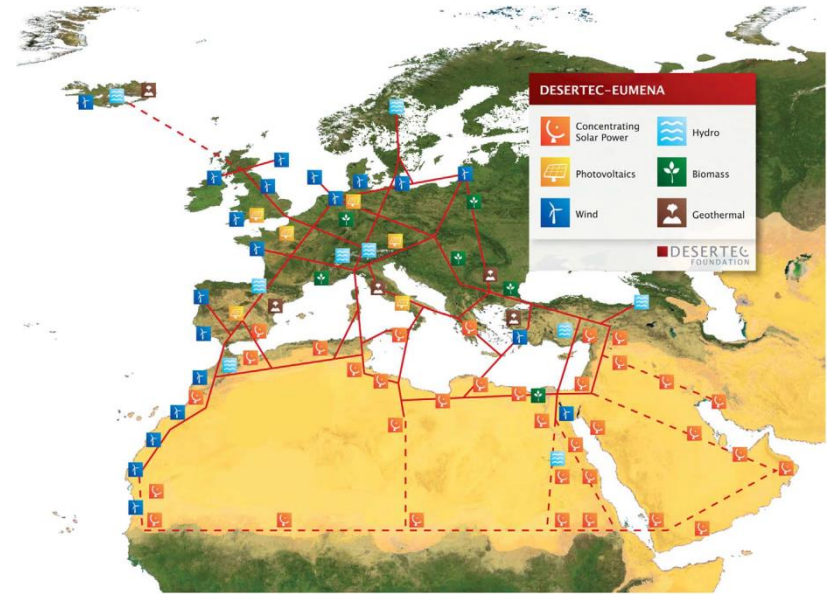 DESERTEC-EUMENA
Concentrating
Solar Power
Hydro
Photovoltaics
Biomass
Wind
Geothermal
DESERTEC
FOUNDATION